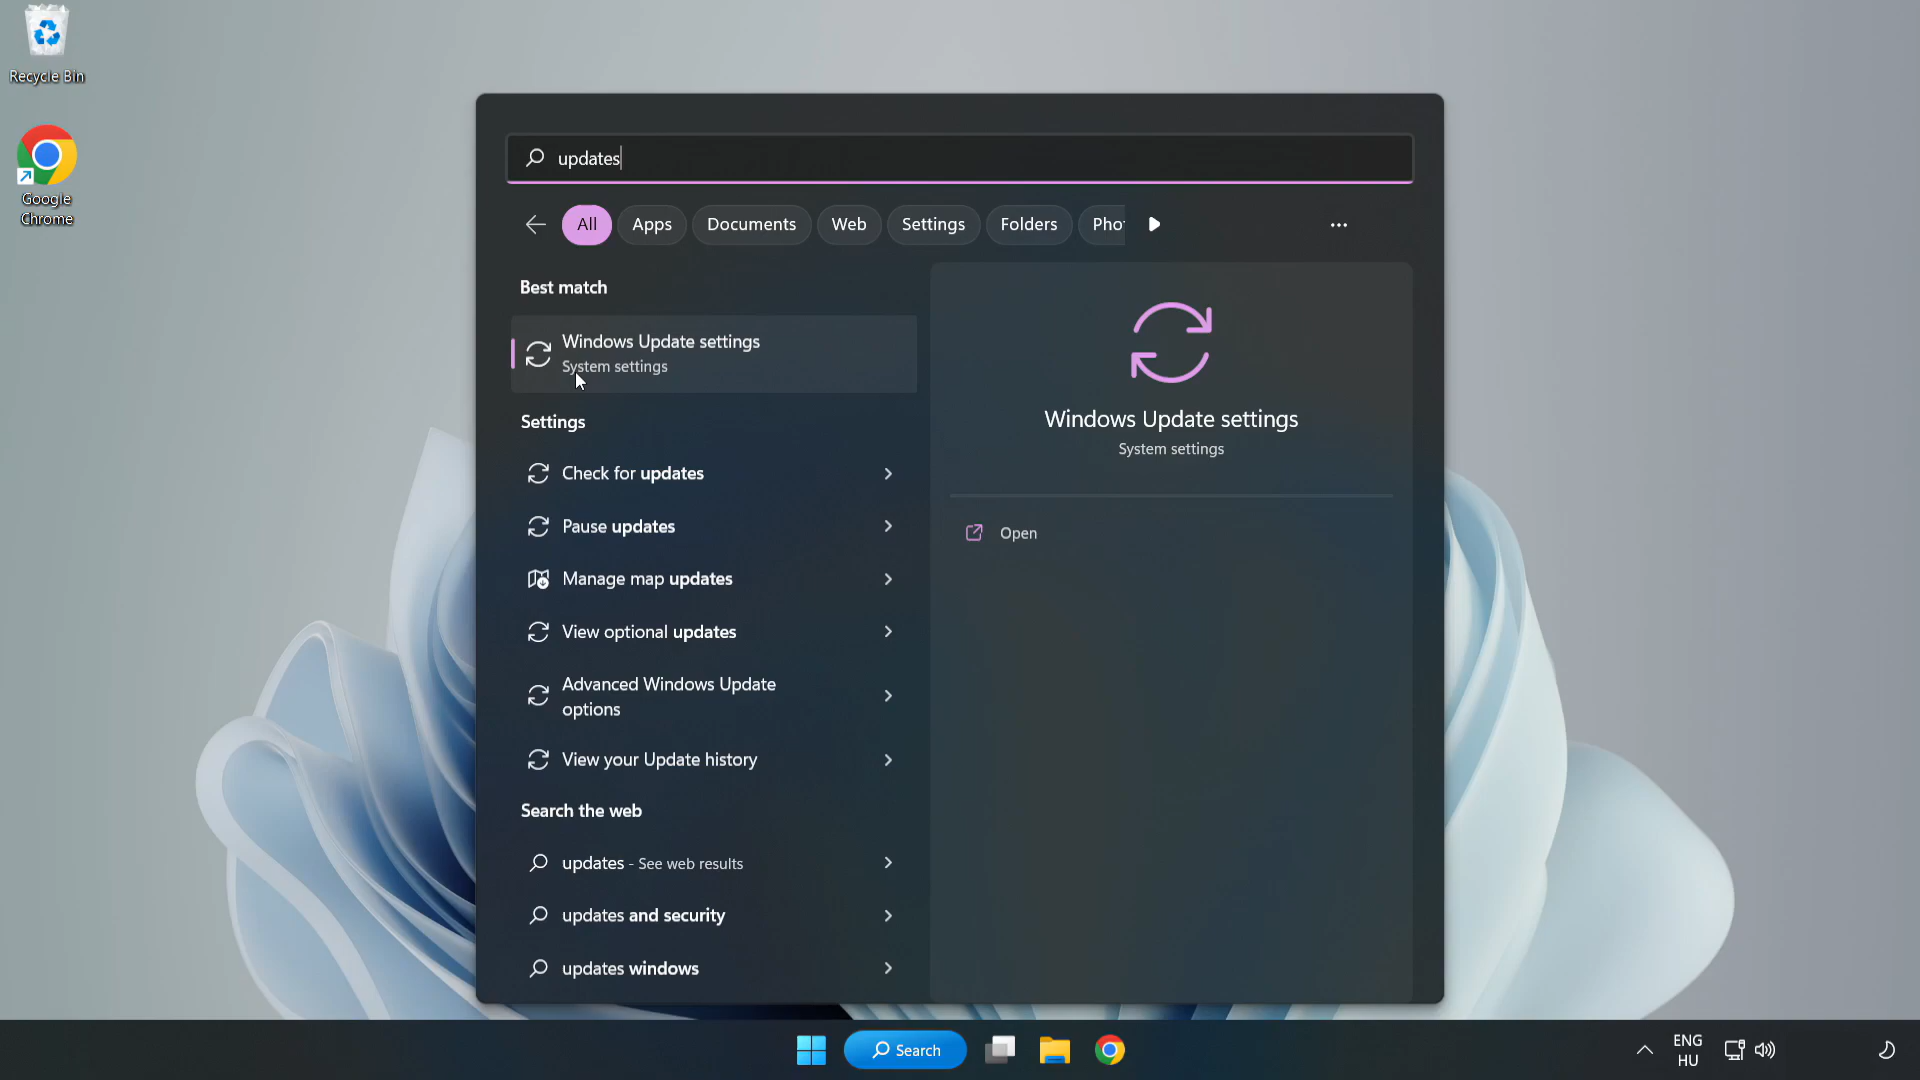 Recycle Bin
Google
Chrome
updates
All
Apps
Documents
Web
Settings
Folders
Phot
Best match
Windows Update settings
System settings
Settings
Check for updates
Pause updates
Manage map updates
View optional updates
Advanced Windows Update
options
View your Update history
Search the web
updates - See web results
updates and security
updates windows
Windows Update settings
System settings
Open
Search
ENG
HU